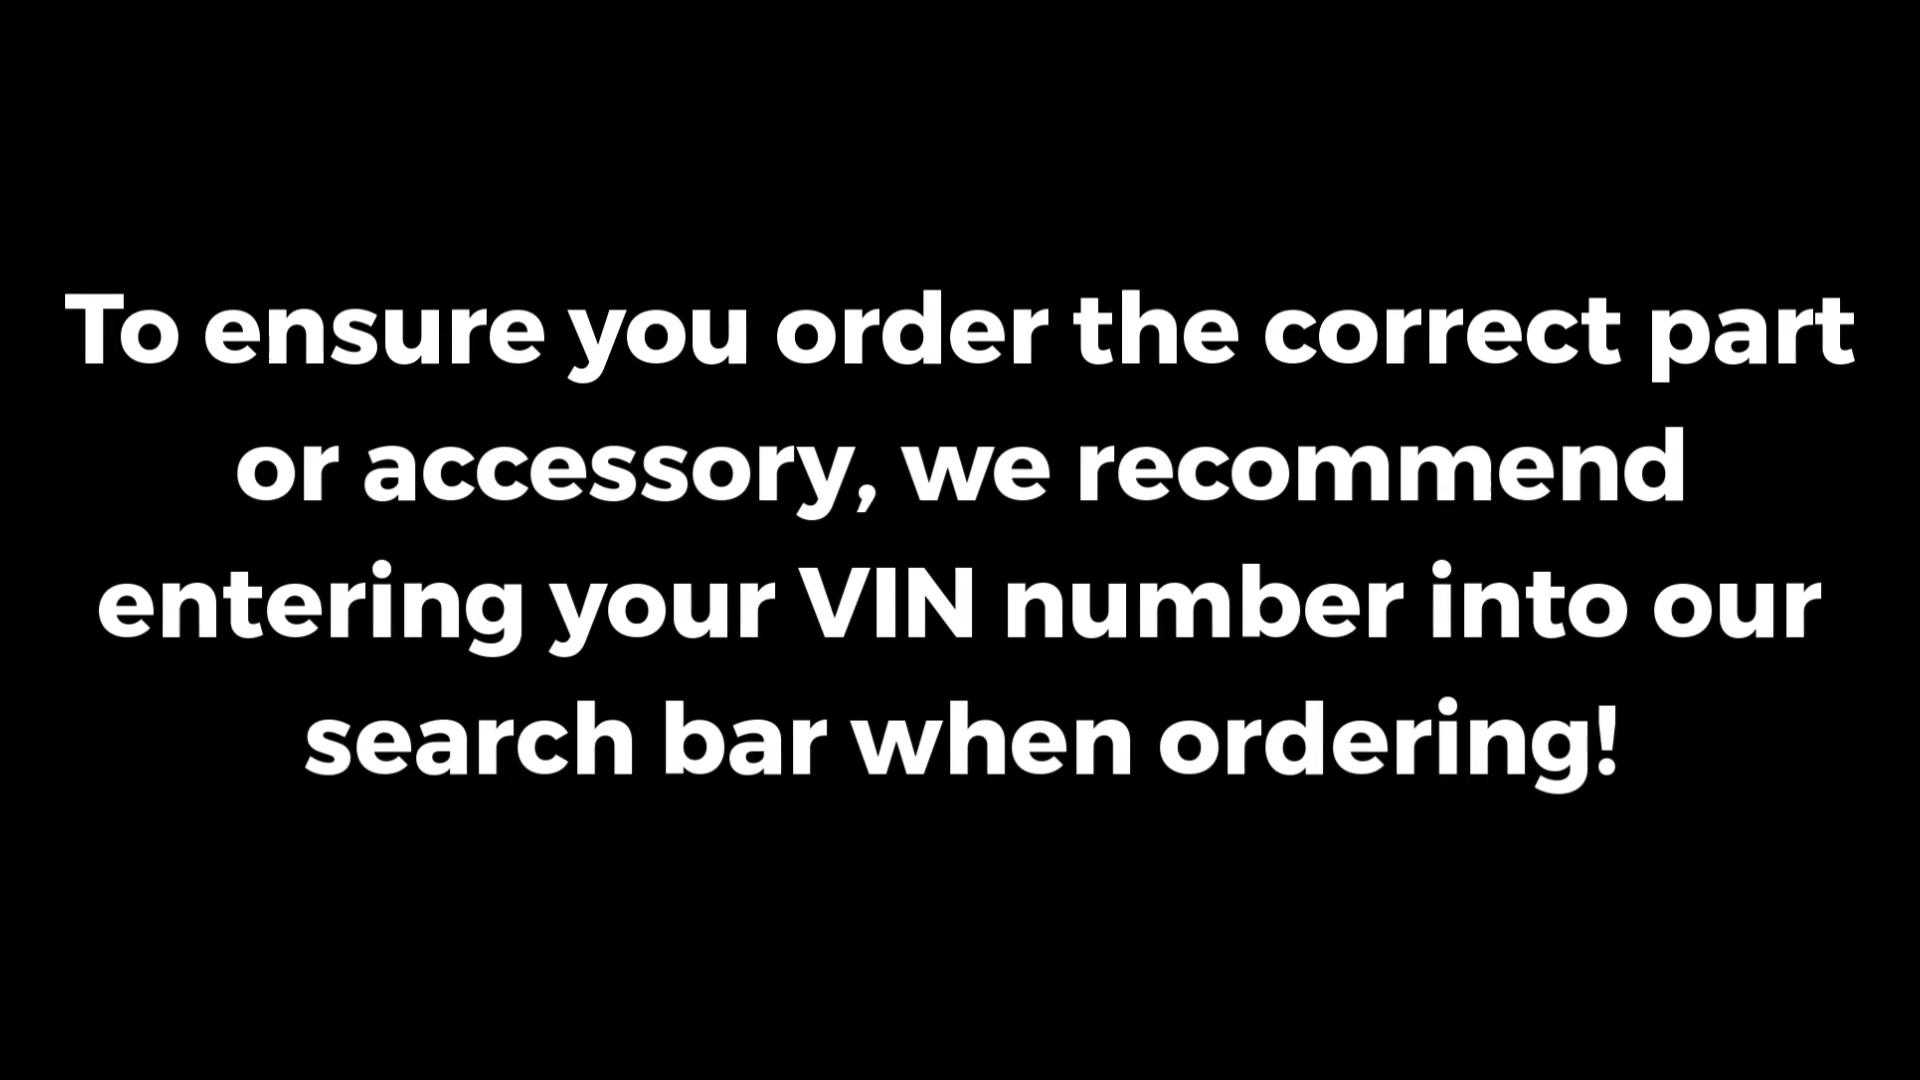 To ensure you order the correct part
or accessory, we recommend
entering your VIN number into our
search bar when ordering!